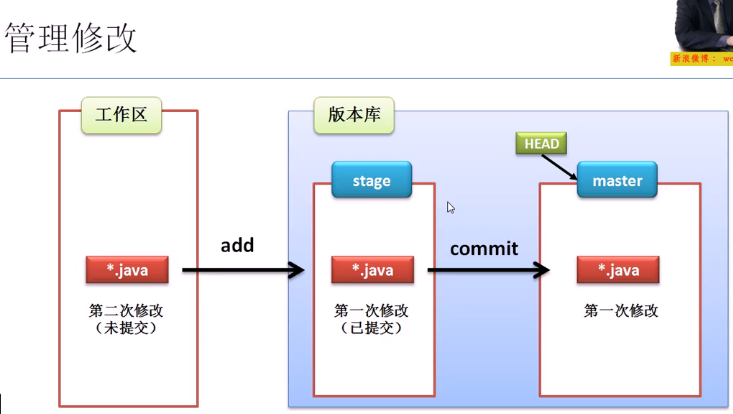 管理修改
新浪微博： we
工作区
版本库
HEAD
stage
master
add
commit
*.java
*.java
*.java
第二次修改
（未提交）
第一次修改
（已提交）
第一次修改